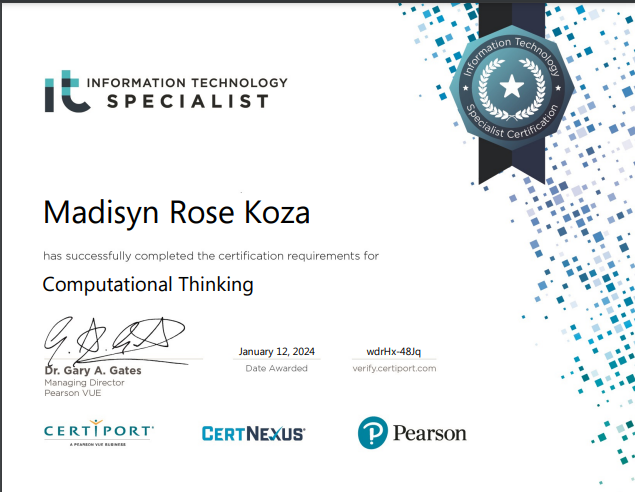 it INFORMATION TECHNOLOGY
SPECIALIST
Information Technology
Specialist Certification
Madisyn Rose Koza
has successfully completed the certification requirements for
Computational Thinking
Dr. Gary A. Gates
Managing Director
Pearson VUE
January 12, 2024
Date Awarded
wdrHx-48Jq
verify.certiport.com
CERTIPORT
A PEARSON VUE BUSINESS
CERTNEXUS
P Pearson